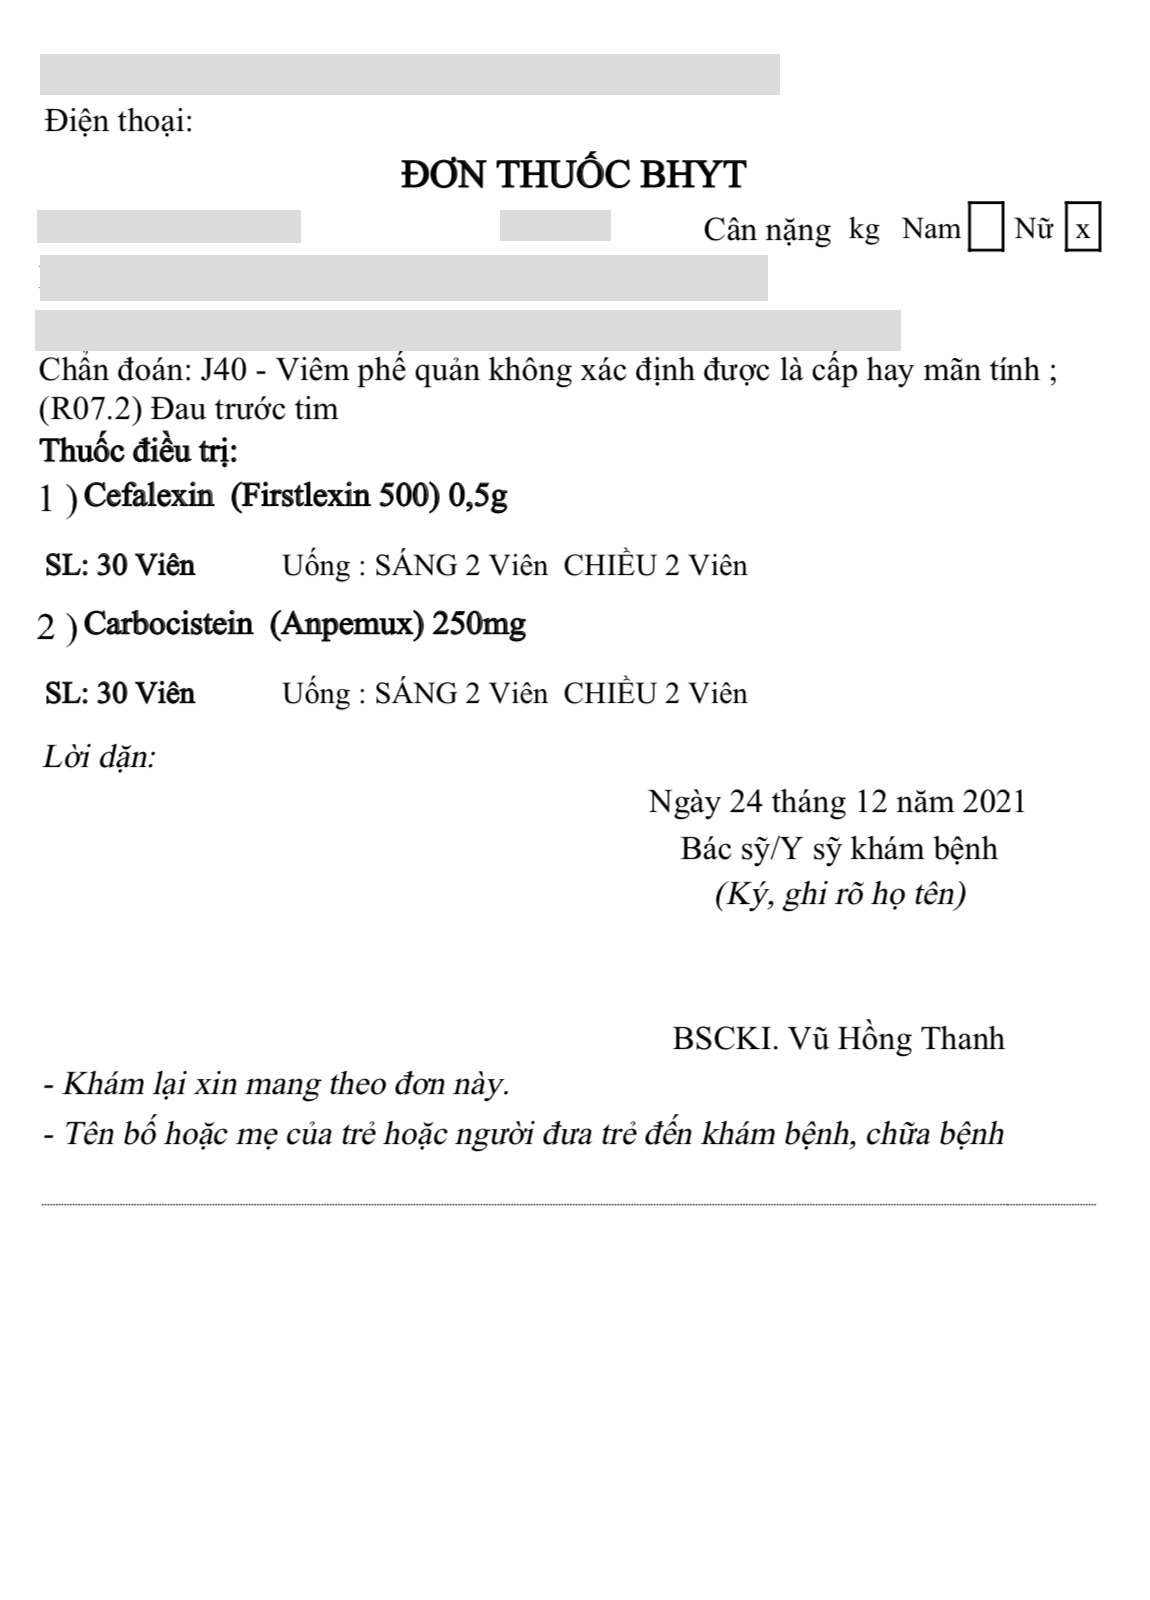 Điện thoại:
ĐƠN THUỐC BHYT
Cân nặng kg Nam Nữ x
Chẩn đoán: J40 - Viêm phế quản không xác định được là cấp hay mãn tính ;
(R07.2) Đau trước tim
Thuốc điều trị:
1 ) Cefalexin (Firstlexin 500) 0,5g
SL: 30 Viên Uống : SÁNG 2 Viên CHIỀU 2 Viên
2 ) Carbocistein (Anpemux) 250mg
SL: 30 Viên Uống : SÁNG 2 Viên CHIỀU 2 Viên
Lời dặn:
Ngày 24 tháng 12 năm 2021
Bác sỹ/Y sỹ khám bệnh
(Ký, ghi rõ họ tên)
BSCKI. Vũ Hồng Thanh
- Khám lại xin mang theo đơn này.
- Tên bố hoặc mẹ của trẻ hoặc người đưa trẻ đến khám bệnh, chữa bệnh